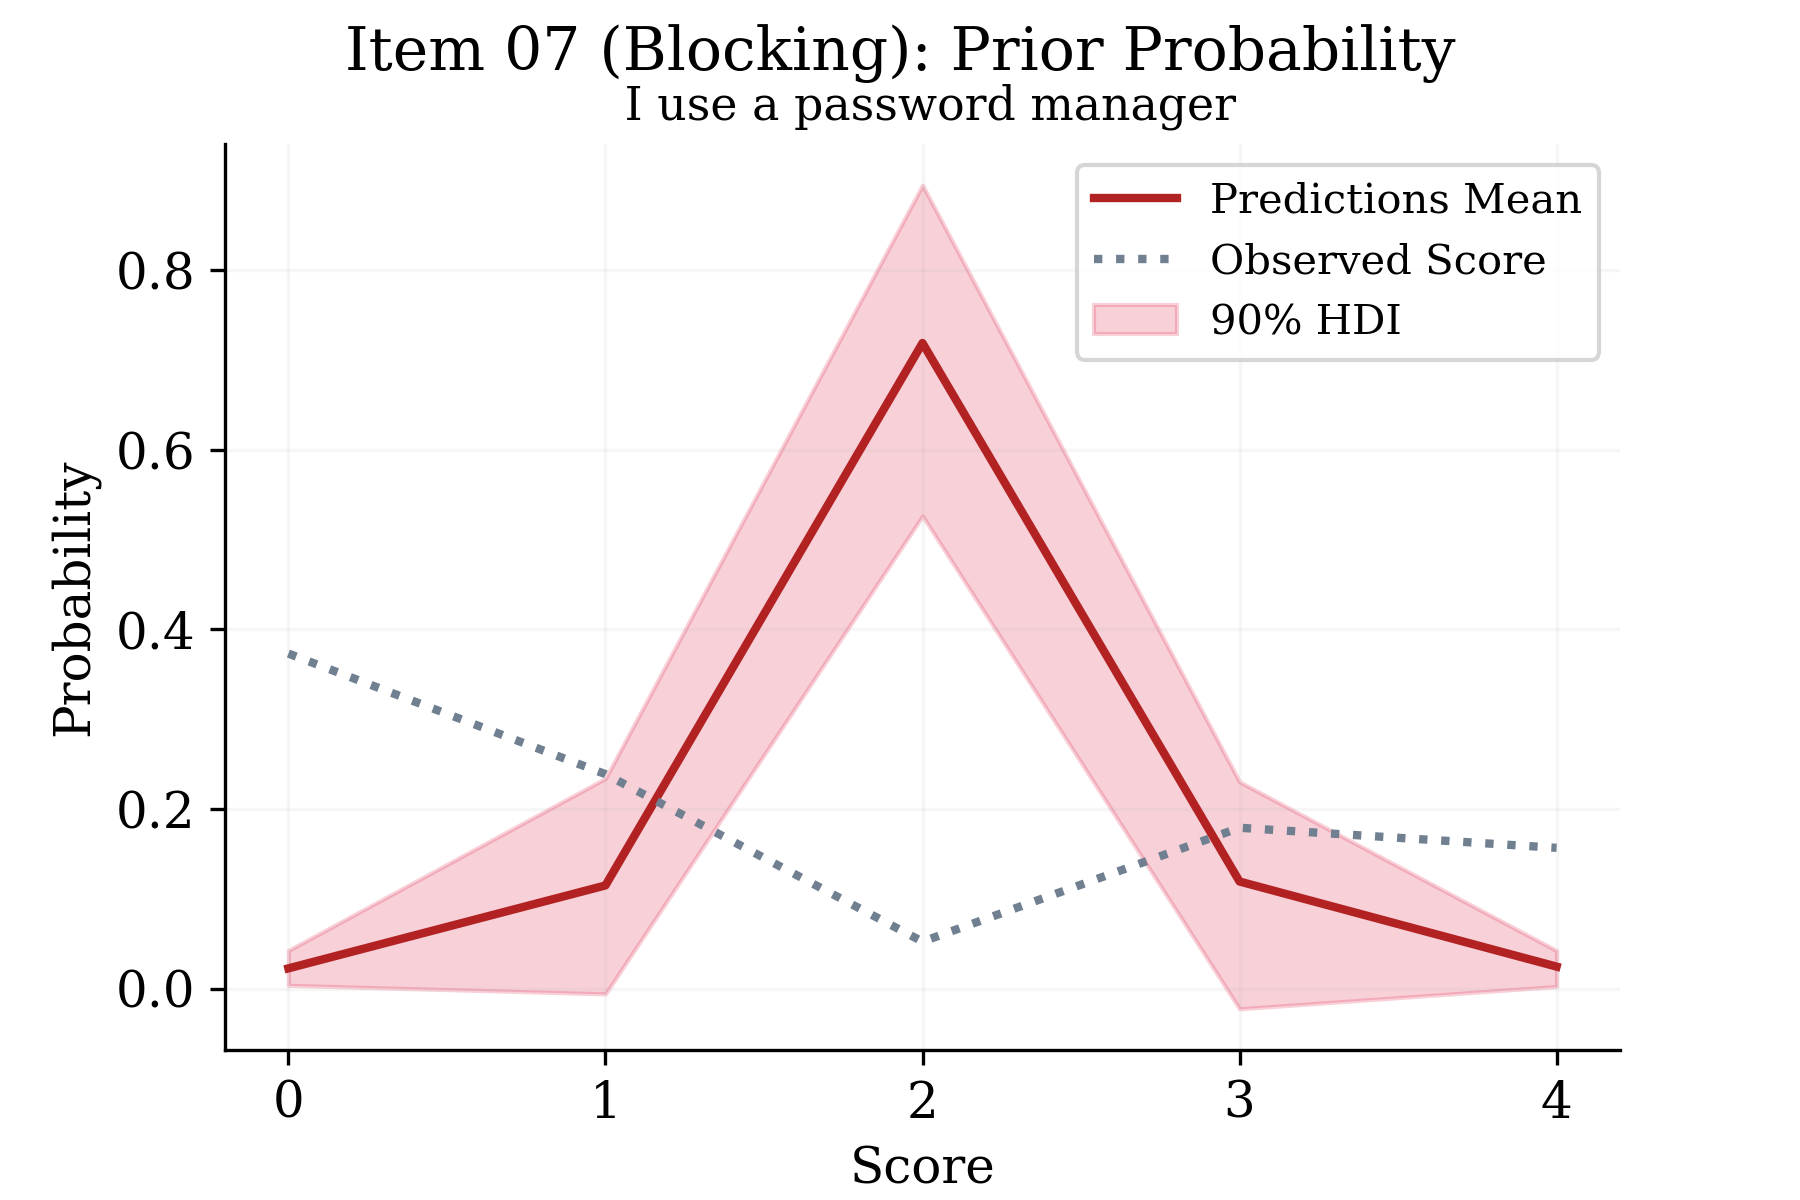 Item 07 (Blocking): Prior Probability
I use a password manager
Predictions Mean
Observed Score
90% HDI
Probability
0.8
0.6
0.4
0.2
0.0
0 1 2 3 4
Score